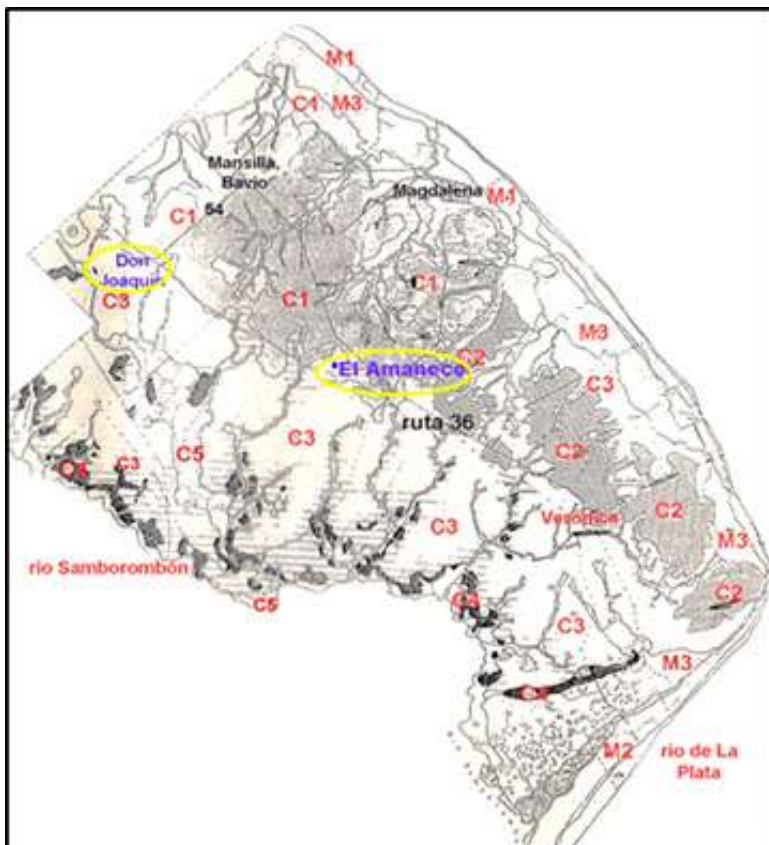 M1
C1 M3
Mansilla,
Bavio
Magdalena
M1
C1
54
Don
Joaquin
C3
C1
C1
M3
C2
El Amanece
C3
ruta 36
C3
C5
C3
C2
C3
Verónica
C2
M3
río Samborombón
C5
C2
C3
M3
M2
río de La
Plata